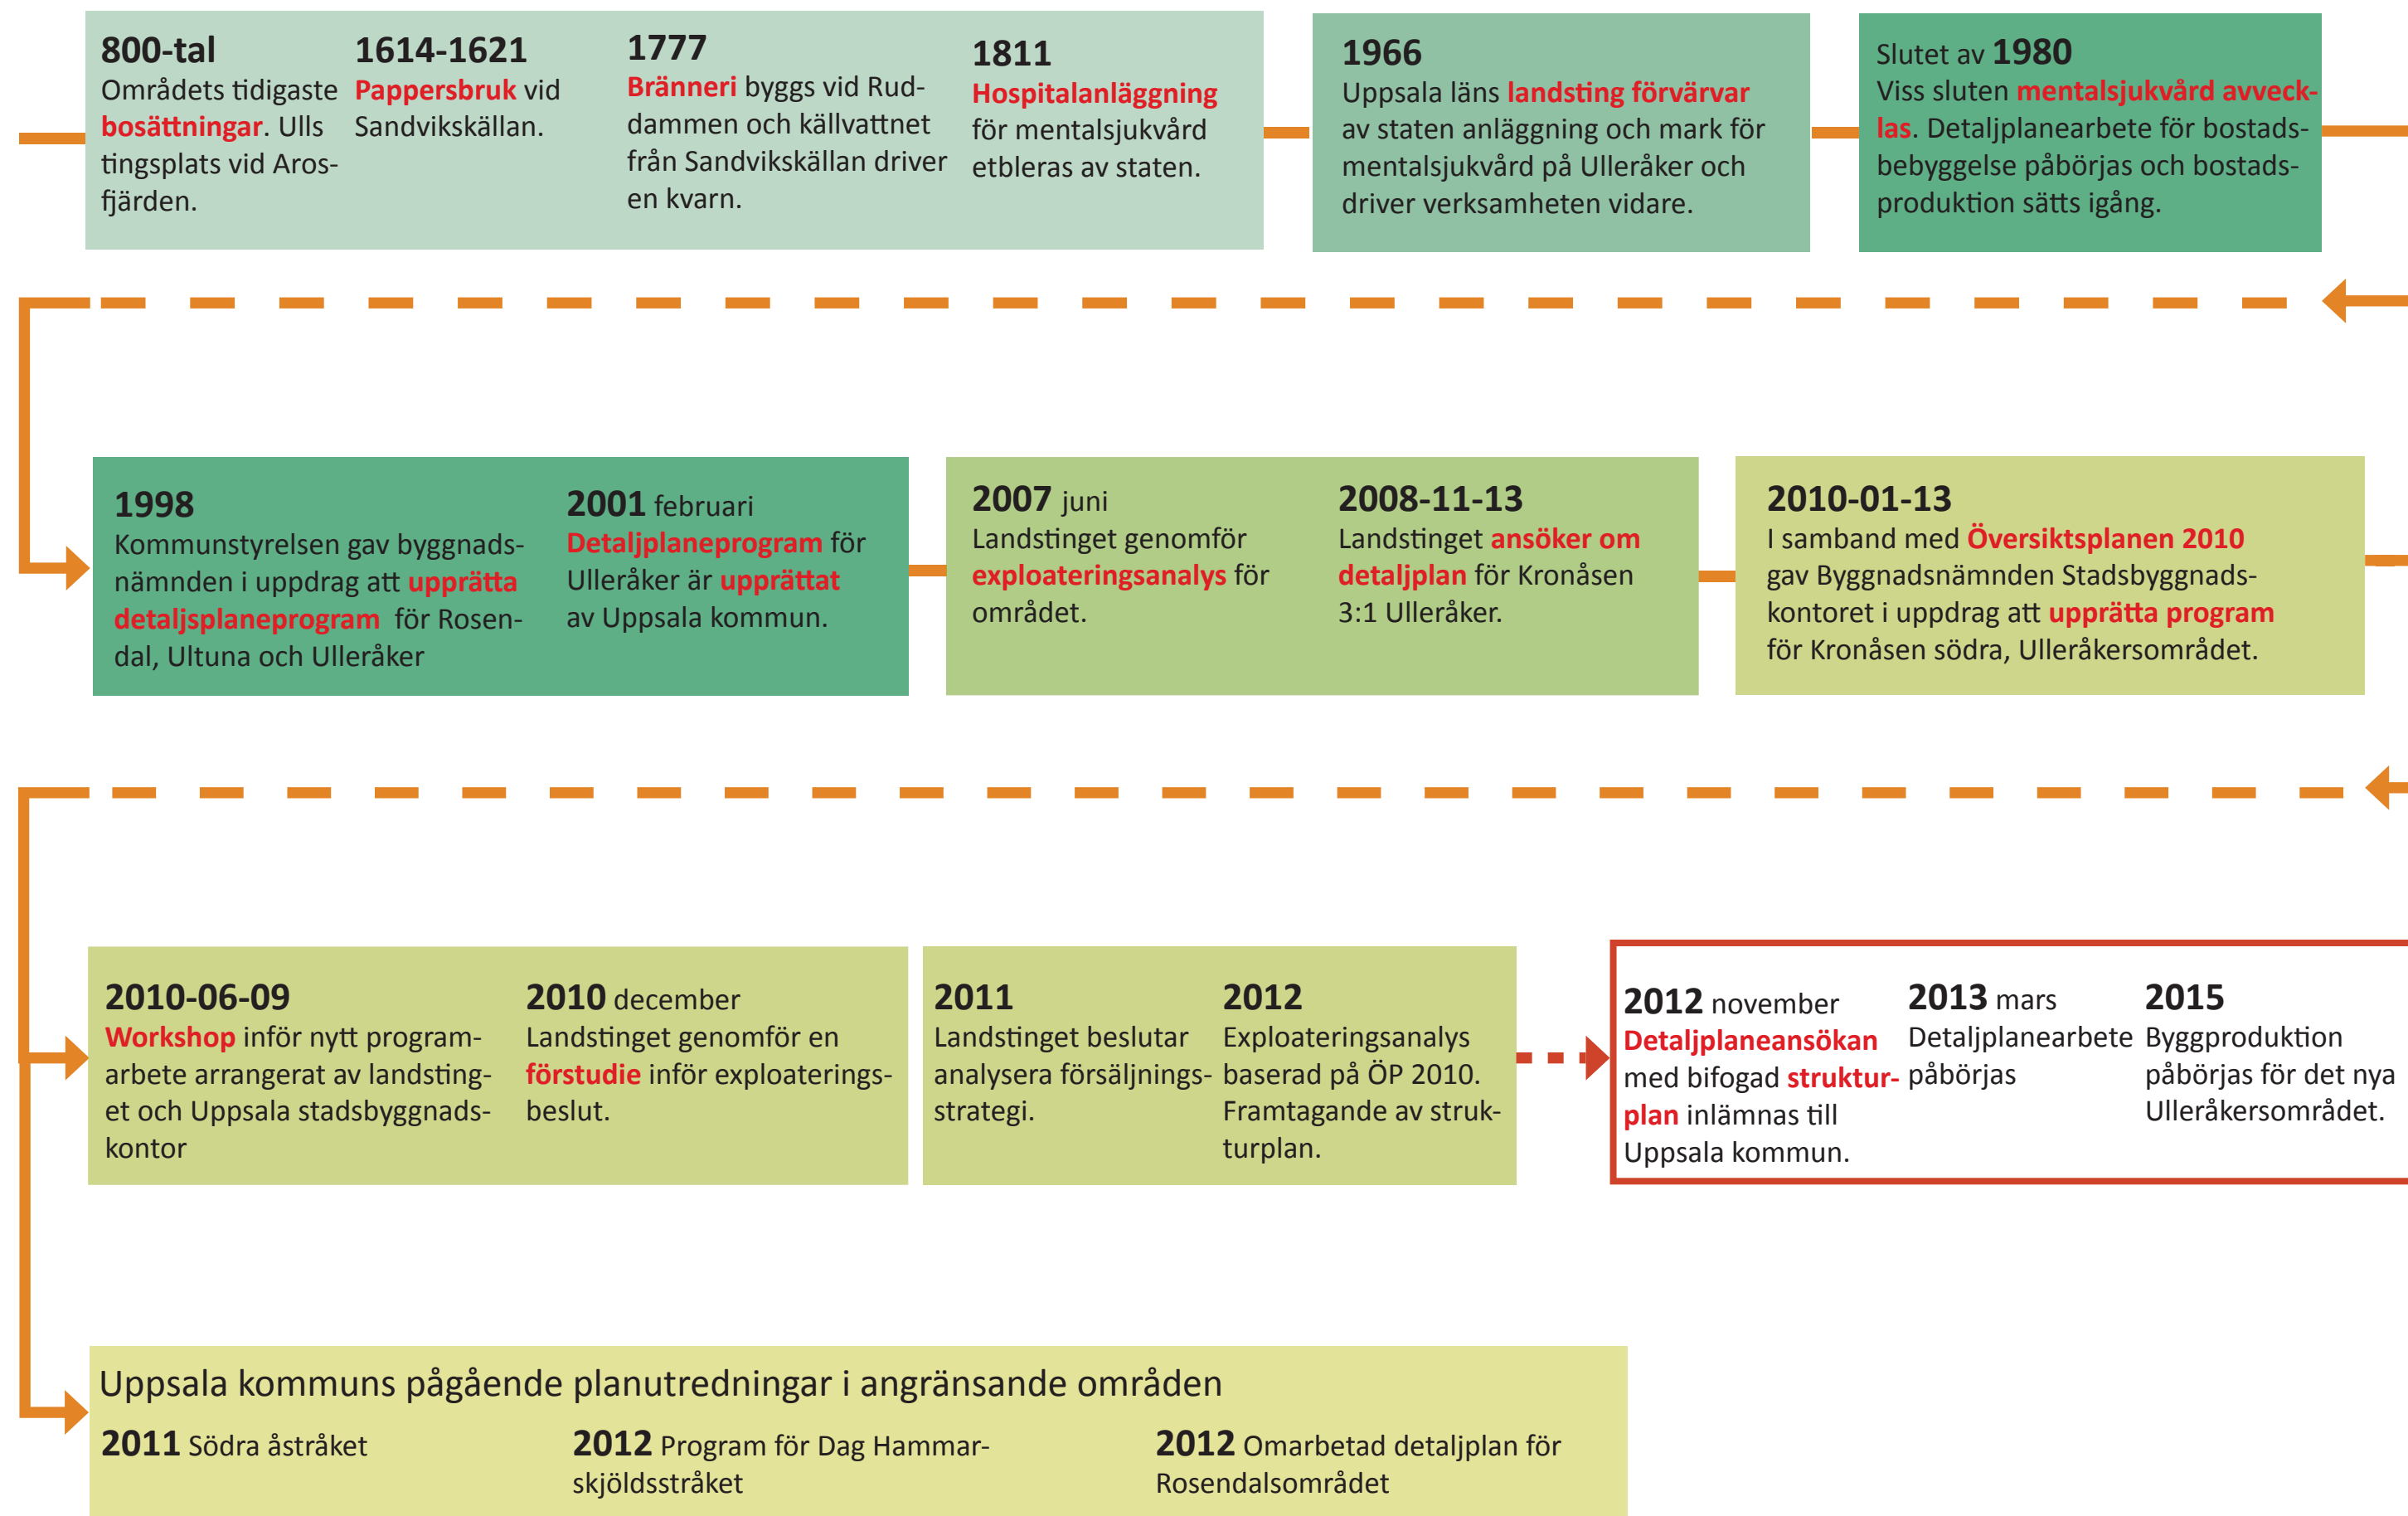 800-tal
Områdets tidigaste
bosättningar. Ulls
tingsplats vid Aros-
fjärden.
1614-1621
Pappersbruk vid
Sandvikskällan.
1777
Bränneri byggs vid Rud-
dammen och källvattnet
från Sandvikskällan driver
en kvarn.
1811
Hospitalanläggning
för mentalsjukvård
etbleras av staten.
1966
Uppsala läns landsting förvärvar
av staten anläggning och mark för
mentalsjukvård på Ulleråker och
driver verksamheten vidare.
Slutet av 1980
Viss sluten mentalsjukvård avveck-
las. Detaljplanearbete för bostads-
bebyggelse påbörjas och bostads-
produktion sätts igång.
1998
Kommunstyrelsen gav byggnads-
nämnden i uppdrag att upprätta
detaljsplaneprogram för Rosen-
dal, Ultuna och Ulleråker
2001 februari
Detaljplaneprogram för
Ulleråker är upprättat
av Uppsala kommun.
2007 juni
Landstinget genomför
exploateringsanalys för
området.
2008-11-13
Landstinget ansöker om
detaljplan för Kronåsen
3:1 Ulleråker.
2010-01-13
I samband med Översiktsplanen 2010
gav Byggnadsnämnden Stadsbyggnads-
kontoret i uppdrag att upprätta program
för Kronåsen södra, Ulleråkersområdet.
2010-06-09
Workshop inför nytt program-
arbete arrangerat av landsting-
et och Uppsala stadsbyggnads-
kontor
2010 december
Landstinget genomför en
förstudie inför exploaterings-
beslut.
2011
Landstinget beslutar
analysera försäljnings-
strategi.
2012
Exploateringsanalys
baserad på ÖP 2010.
Framtagande av struk-
turplan.
2012 november
Detaljplaneansökan
med bifogad struktur-
plan inlämnas till
Uppsala kommun.
2013 mars
Detaljplanearbete
påbörjas
2015
Byggproduktion
påbörjas för det nya
Ulleråkersområdet.
Uppsala kommuns pågående planutredningar i angränsande områden
2011 Södra åstråket
2012 Program för Dag Hammar-
skjöldsstråket
2012 Omarbetad detaljplan för
Rosendalsområdet